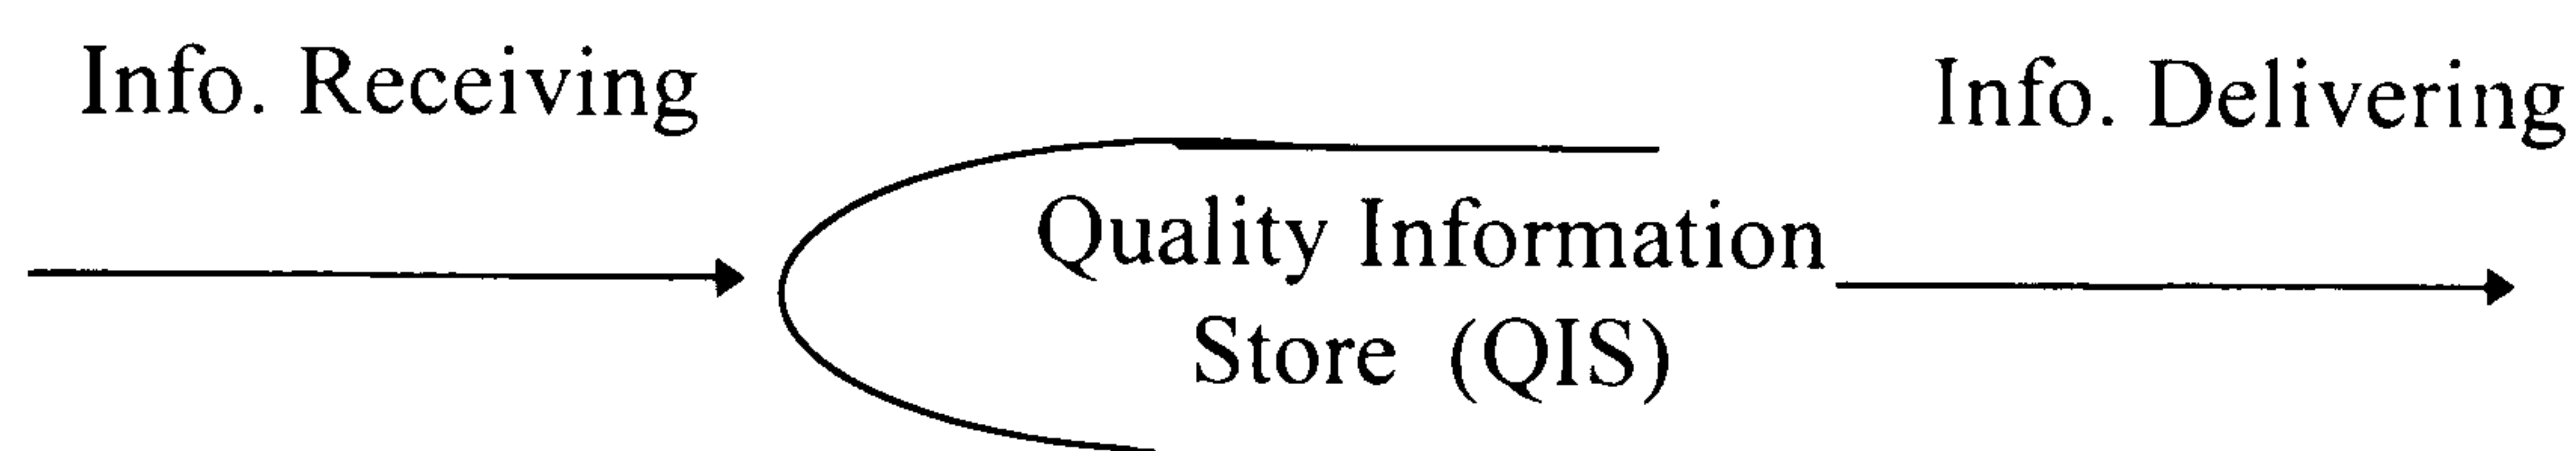 Info. Receiving
Info. Delivering
Quality Information
Store (QIS)